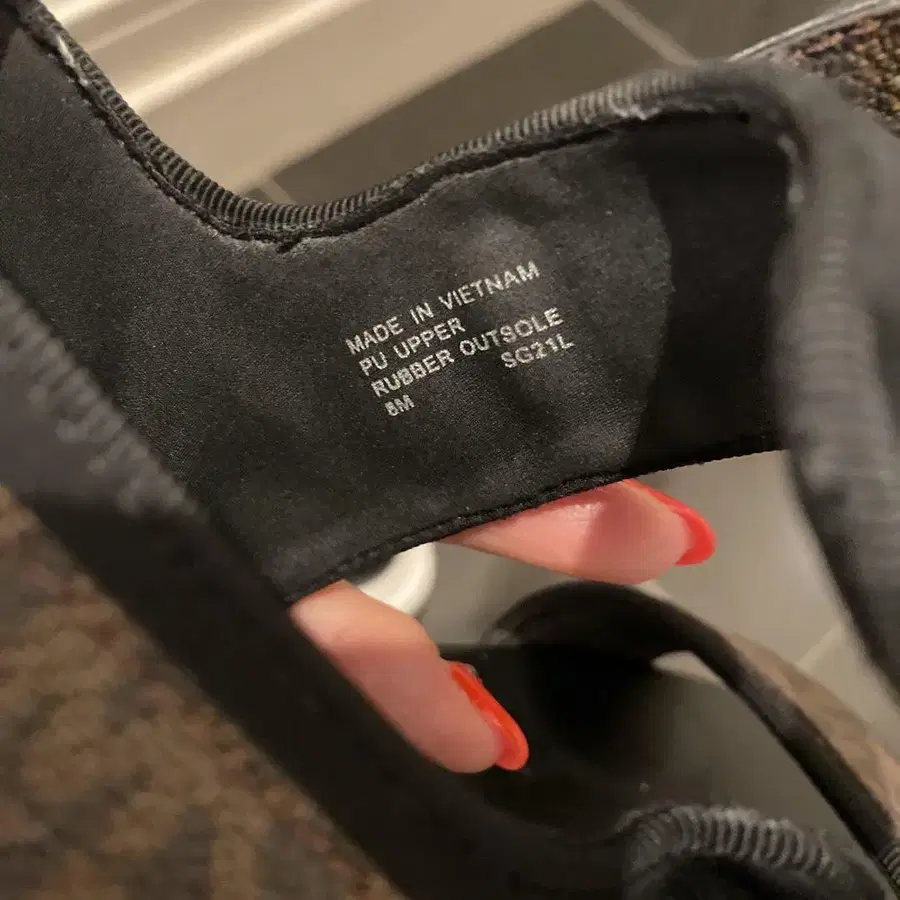 MADE IN VIETNAM
PU UPPER
RUBBER OUTSOLE
8M SG21L